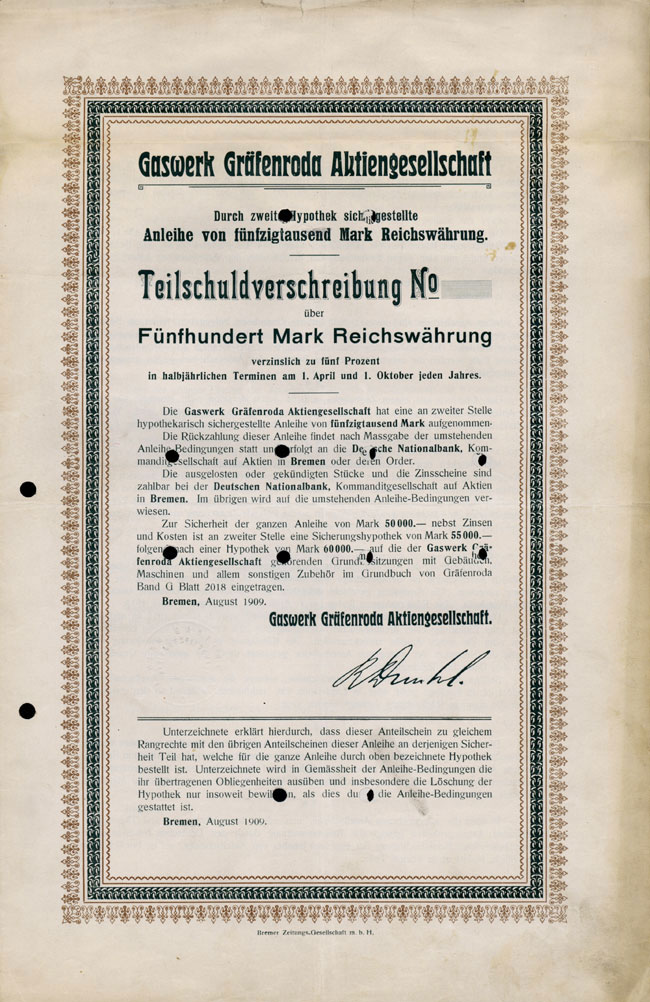 Gaswerk Gräfenroda Aktiengesellschaft
Durch zweite Hypothek sichergestellte
Anleihe von fünfzigtausend Mark Reichswährung.
Teilschuldverschreibung No
über
Fünfhundert Mark Reichswährung
verzinslich zu fünf Prozent
in halbjährlichen Terminen am 1. April und 1. Oktober jeden Jahres.
Die Gaswerk Gräfenroda Aktiengesellschaft hat eine an zweiter Stelle
hypothekarisch sichergestellte Anleihe von fünfzigtausend Mark aufgenommen.
Die Rückzahlung dieser Anleihe findet nach Massgabe der umstehenden
Anleihe-Bedingungen statt und erfolgt an die Deutsche Nationalbank, Kom-
manditgesellschaft auf Aktien in Bremen oder deren Order.
Die ausgelosten oder gekündigten Stücke und die Zinsscheine sind
zahlbar bei der Deutschen Nationalbank, Kommanditgesellschaft auf Aktien
in Bremen. Im übrigen wird auf die umstehenden Anleihe-Bedingungen ver-
wiesen.
Zur Sicherheit der ganzen Anleihe von Mark 50 000.— nebst Zinsen
und Kosten ist an zweiter Stelle eine Sicherungshypothek von Mark 55 000.—
folgend nach einer Hypothek von Mark 60 000.— auf die der Gaswerk Grä-
fenroda Aktiengesellschaft gehörenden Grundbesitzungen mit Gebäuden,
Maschinen und allem sonstigen Zubehör im Grundbuch von Gräfenroda
Band G Blatt 2018 eingetragen.
Bremen, August 1909.
Gaswerk Gräfenroda Aktiengesellschaft.
Unterzeichnete erklärt hierdurch, dass dieser Anteilschein zu gleichem
Rangrechte mit den übrigen Anteilscheinen dieser Anleihe an derjenigen Sicher-
heit Teil hat, welche für die ganze Anleihe durch oben bezeichnete Hypothek
bestellt ist. Unterzeichnete wird in Gemässheit der Anleihe-Bedingungen die
ihr übertragenen Obliegenheiten ausüben und insbesondere die Löschung der
Hypothek nur insoweit bewilligen, als dies durch die Anleihe-Bedingungen
gestattet ist.
Bremen, August 1909.
Bremer Zeitungs-Gesellschaft m. b. H.